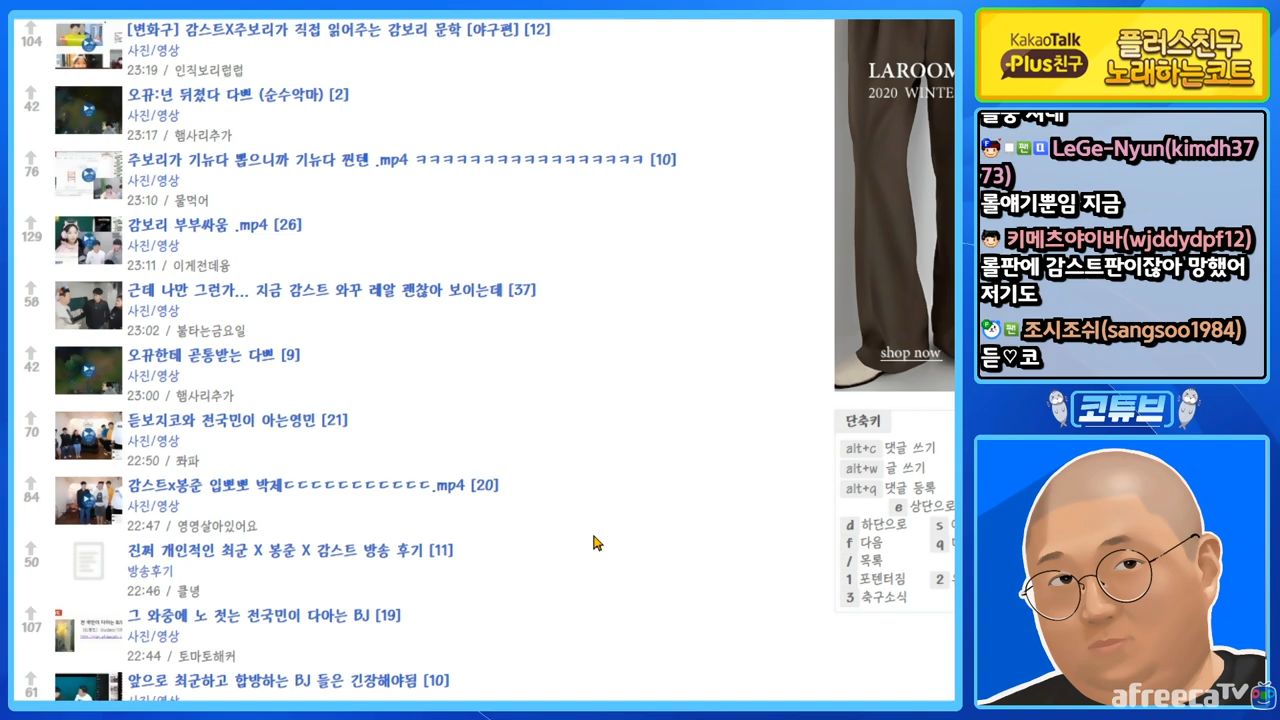 104
[변화구] 감스트X주보리가 직접 읽어주는 감보리 문학 [야구편] [12]
사진/영상
23:19 / 인직보리럽럽
42
오뀨:넌 뒤졌다 다쁘 (순수악마) [2]
사진/영상
23:17 / 햄사리추가
76
주보리가 기뉴다 뽑으니까 기뉴다 찐텐 .mp4 ㅋㅋㅋㅋㅋㅋㅋㅋㅋㅋㅋㅋㅋㅋㅋㅋㅋ [10]
사진/영상
23:10 / 물먹어
129
감보리 부부싸움 .mp4 [26]
사진/영상
23:11 / 이게전데융
58
근데 나만 그런가... 지금 감스트 와꾸 레알 괜찮아 보이는데 [37]
사진/영상
23:02 / 불타는금요일
42
오뀨한테 곧통받는 다쁘 [9]
사진/영상
23:00 / 햄사리추가
70
듣보지코와 전국민이 아는영민 [21]
사진/영상
22:50 / 쫘파
84
감스트x봉준 입뽀뽀 박제ㄷㄷㄷㄷㄷㄷㄷㄷㄷㄷㄷ.mp4 [20]
사진/영상
22:47 / 영영살아있어요
50
진쩌 개인적인 최군 X 봉준 X 감스트 방송 후기 [11]
방송후기
22:46 / 클녕
107
그 와중에 노 젓는 전국민이 다아는 BJ [19]
사진/영상
22:44 / 토마토해커
61
앞으로 최군하고 합방하는 BJ 들은 긴장해야됨 [10]
사진/영상
LAROOM
2020 WINTE
shop now
단축키
alt+c 댓글 쓰기
alt+w 글 쓰기
alt+q 댓글 등록
e 상단으로
d 하단으로 s
f 다음 q
/ 목록
1 포텐터짐 2
3 축구소식
KakaoTalk
Plus친구
플러스친구
노래하는코트
LeGe-Nyun(kimdh37
73)
롤얘기뿐임 지금
키메츠야이바(wjddydpf12)
롤판에 감스트판이잖아 망했어
저기도
팬 조시조쉬(sangsoo1984)
듣♡코
코튜브
afreecaTV